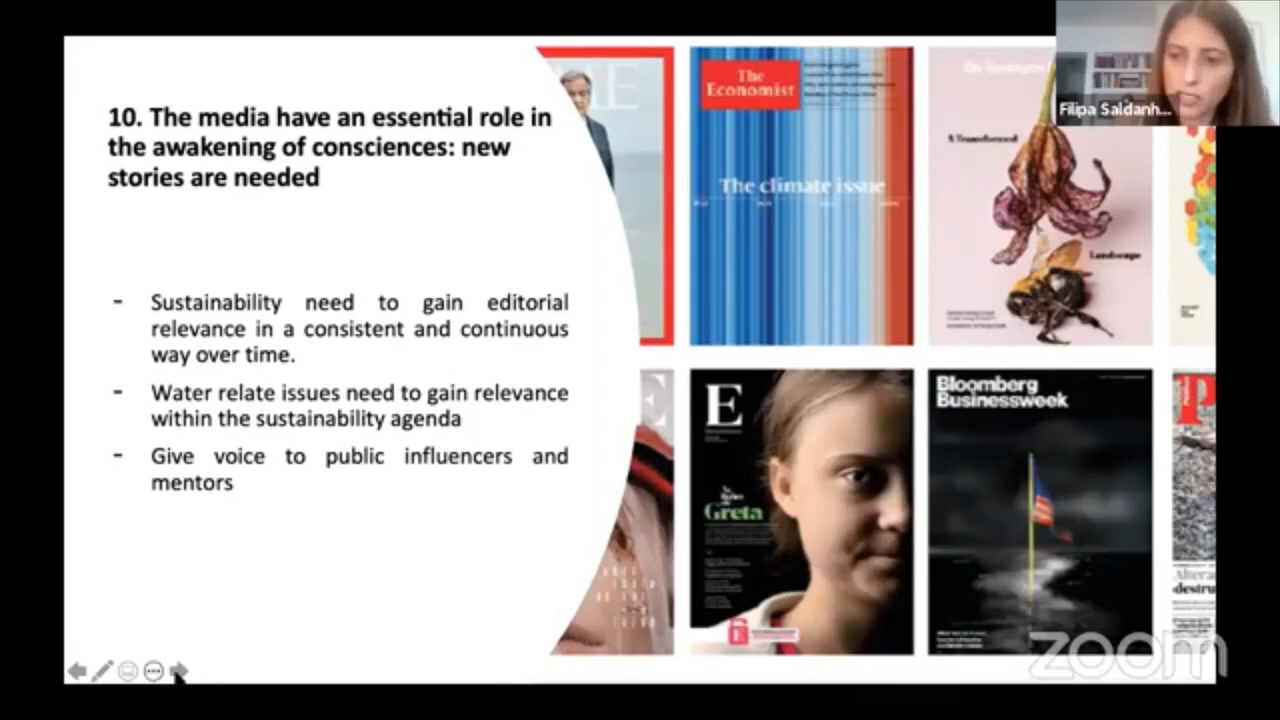 10. The media have an essential role in
the awakening of consciences: new
stories are needed
- Sustainability need to gain editorial
relevance in a consistent and continuous
way over time.
- Water relate issues need to gain relevance
within the sustainability agenda
- Give voice to public influencers and
mentors
The
Economist
The climate issue
A Transformed
Landscape
E
Greta
Bloomberg
Businessweek
P
Filipa Saldanh...
zoom